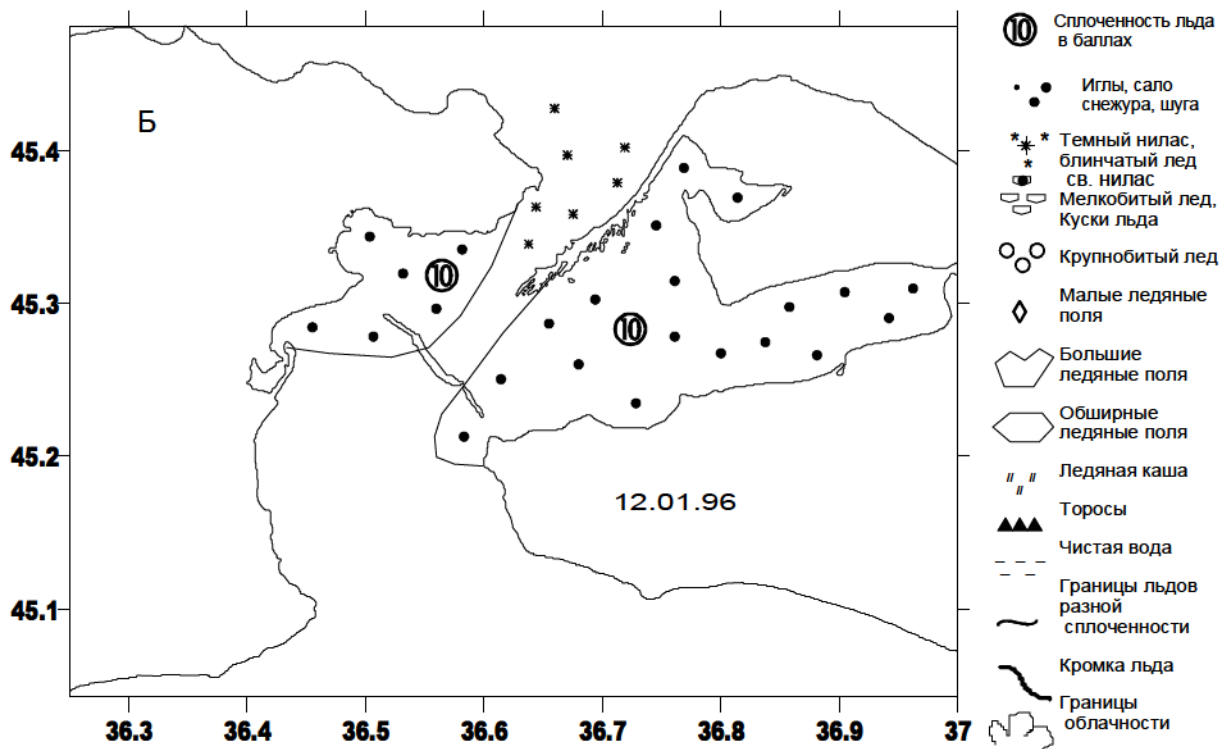 Б
45.4
45.3
45.2
45.1
36.3
36.4
36.5
36.6
36.7
36.8
36.9
37
10
10
12.01.96
10
Сплоченность льда
в баллах
Иглы, сало
снежура, шуга
Темный нилас,
блинчатый лед
св. нилас
Мелкобитый лед,
Куски льда
Крупнобитый лед
Малые ледяные
поля
Большие
ледяные поля
Обширные
ледяные поля
Ледяная каша
Торосы
Чистая вода
Границы льдов
разной
сплоченности
Кромка льда
Границы
облачности